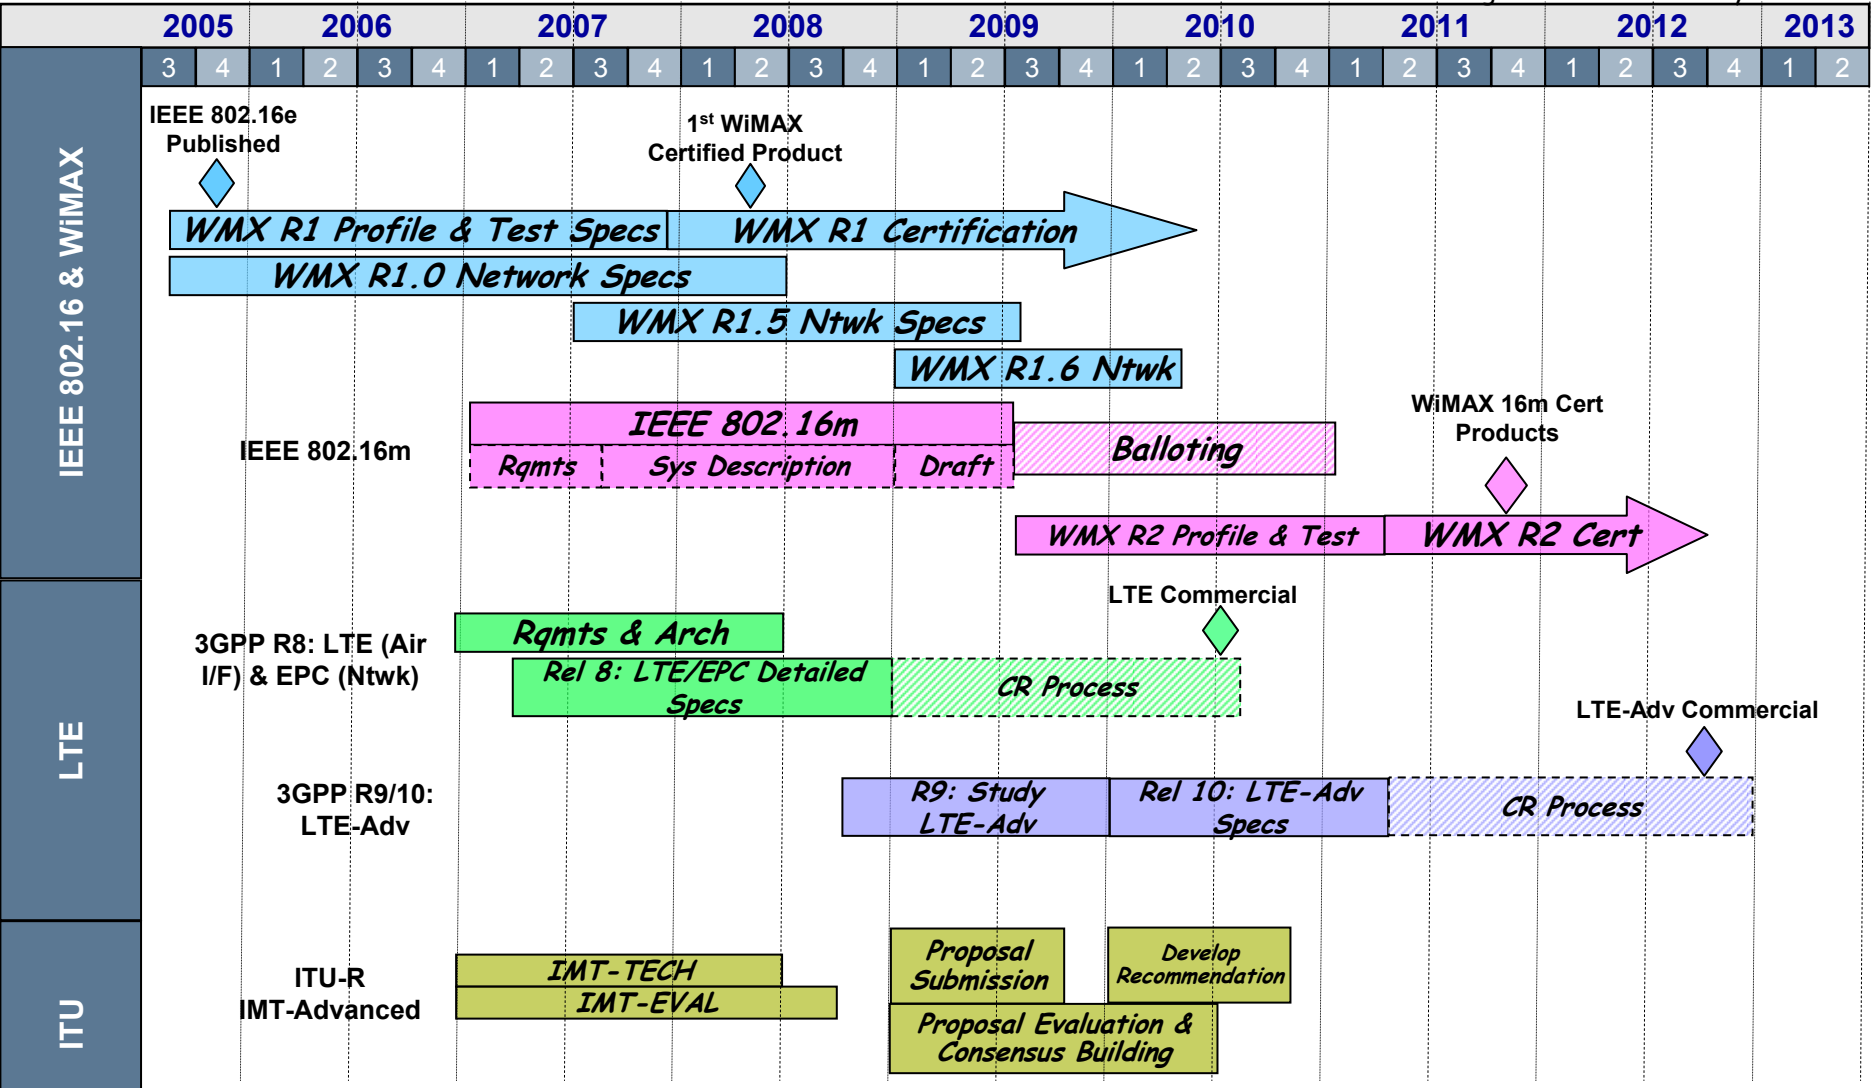 2005 2006 2007 2008 2009 2010 2011 2012 2013
3 4 1 2 3 4 1 2 3 4 1 2 3 4 1 2 3 4 1 2 3 4 1 2 3 4 1 2 3 4 1 2
IEEE 802.16 & WiMAX
IEEE 802.16e
Published
1st WiMAX
Certified Product
WMX R1 Profile & Test Specs
WMX R1 Certification
WMX R1.0 Network Specs
WMX R1.5 Ntwk Specs
WMX R1.6 Ntwk
IEEE 802.16m
IEEE 802.16m
Rqmts
Sys Description
Draft
Balloting
WiMAX 16m Cert
Products
WMX R2 Profile & Test
WMX R2 Cert
LTE
3GPP R8: LTE (Air
I/F) & EPC (Ntwk)
Rqmts & Arch
Rel 8: LTE/EPC Detailed
Specs
CR Process
LTE Commercial
LTE-Adv Commercial
3GPP R9/10:
LTE-Adv
R9: Study
LTE-Adv
Rel 10: LTE-Adv
Specs
CR Process
ITU
ITU-R
IMT-Advanced
IMT-TECH
IMT-EVAL
Proposal
Submission
Develop
Recommendation
Proposal Evaluation &
Consensus Building